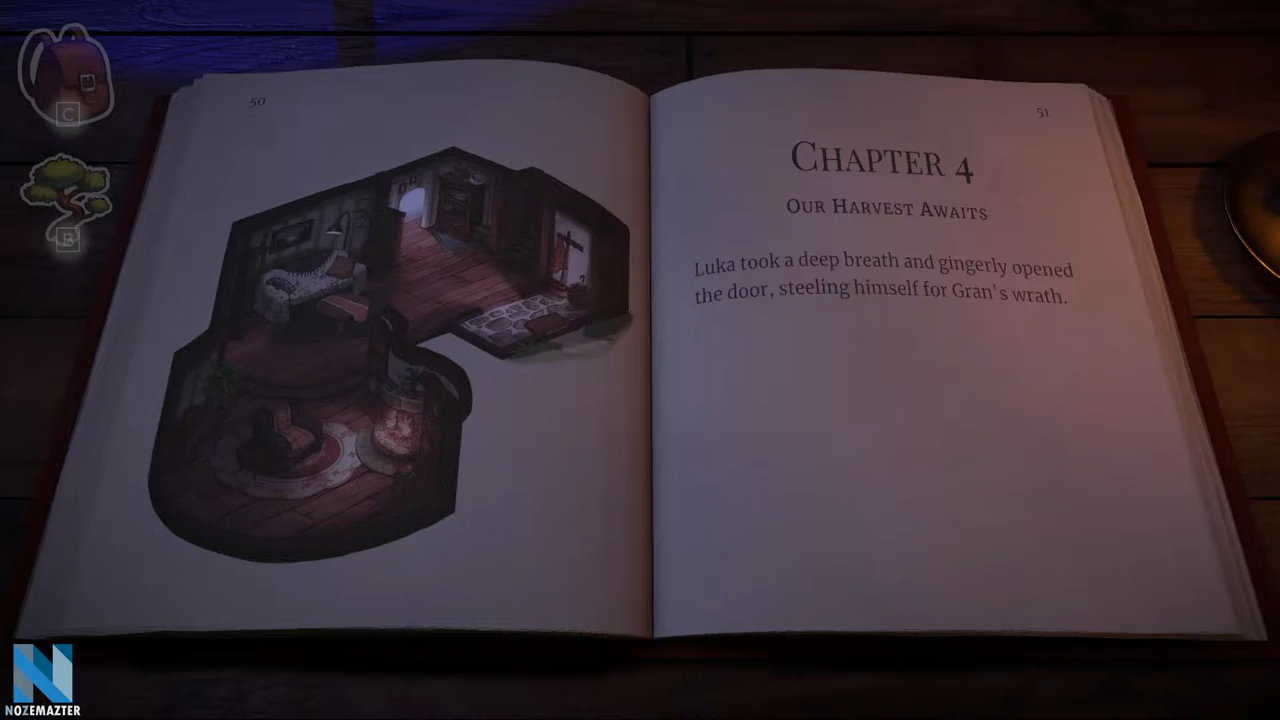 C
B
50
51
Chapter 4
Our Harvest Awaits
Luka took a deep breath and gingerly opened
the door, steeling himself for Gran's wrath.
NOZEMAZTER